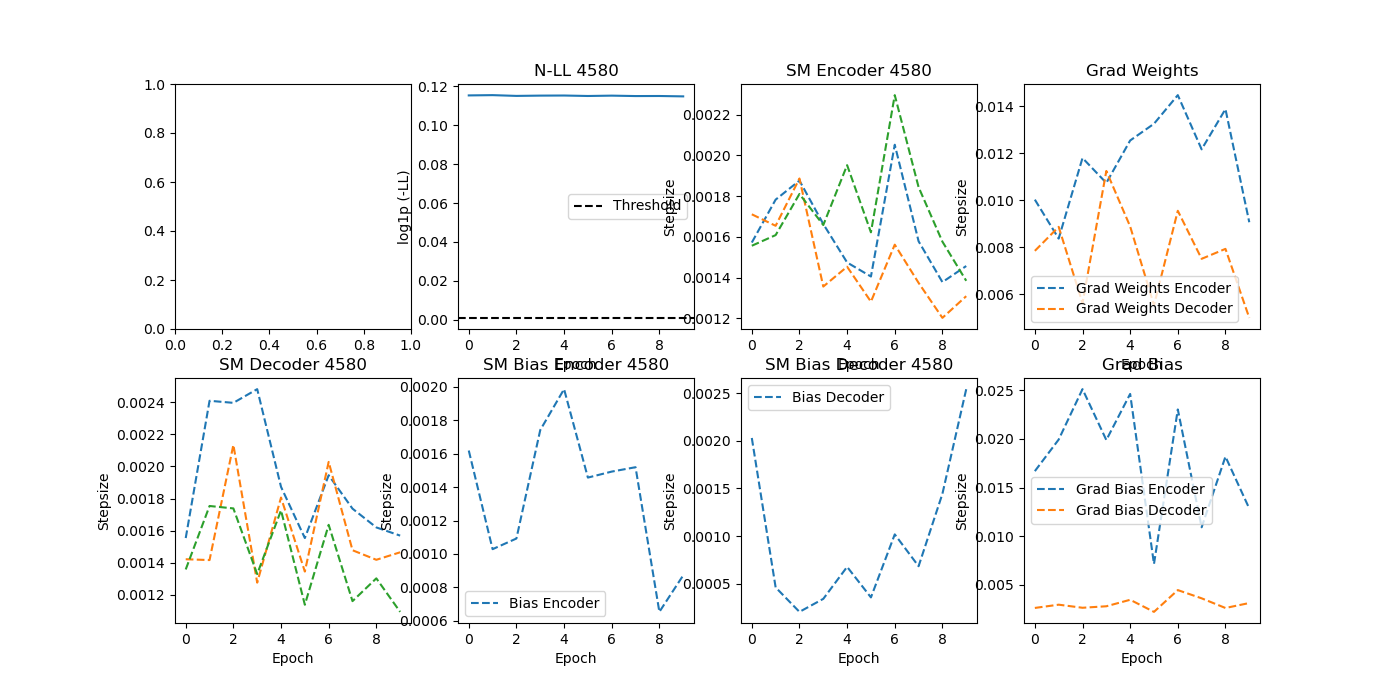 N-LL 4580
SM Encoder 4580
Grad Weights
1.0
0.8
0.6
0.4
0.2
0.0
0.0 0.2 0.4 0.6 0.8 1.0
log1p (-LL)
0.12
0.10
0.08
0.06
0.04
0.02
0.00
Threshold
0 2 4 6 8
Epoch
Stepsize
0.0022
0.0020
0.0018
0.0016
0.0014
0.0012
0 2 4 6 8
Epoch
Stepsize
0.014
0.012
0.010
0.008
0.006
Grad Weights Encoder
Grad Weights Decoder
0 2 4 6 8
Epoch
SM Decoder 4580
SM Bias Encoder 4580
SM Bias Decoder 4580
Grad Bias
Stepsize
0.0024
0.0022
0.0020
0.0018
0.0016
0.0014
0.0012
0 2 4 6 8
Epoch
Stepsize
0.0020
0.0018
0.0016
0.0014
0.0012
0.0010
0.0008
0.0006
Bias Encoder
0 2 4 6 8
Epoch
Stepsize
0.0025
0.0020
0.0015
0.0010
0.0005
Bias Decoder
0 2 4 6 8
Epoch
Stepsize
0.025
0.020
0.015
0.010
0.005
Grad Bias Encoder
Grad Bias Decoder
0 2 4 6 8
Epoch